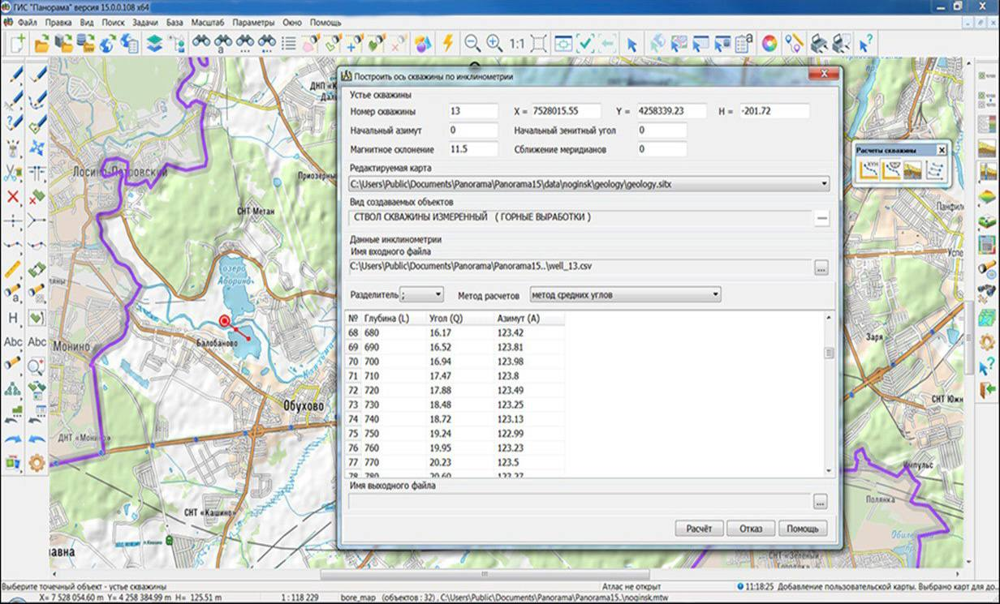 ГИС "Панорама" версия 15.0.0.108 x64
Файл Правка Вид Поиск Задачи База Масштаб Параметры Окно Помощь
1:1
Построить ось скважины по инклинометрии
Устье скважины
Номер скважины 13 X = 7528015.55 Y = 4258339.23 H = -201.72
Начальный азимут 0 Начальный зенитный угол 0
Магнитное склонение 11.5 Сближение меридианов 0
Редактируемая карта
C:\Users\Public\Documents\Panorama\Panorama15\data\noginsk\geology\geology.sitx
Вид создаваемых объектов
СТВОЛ СКВАЖИНЫ ИЗМЕРЕННЫЙ ( ГОРНЫЕ ВЫРАБОТКИ )
Данные инклинометрии
Имя входного файла
C:\Users\Public\Documents\Panorama\Panorama15..\well_13.csv
...
Разделитель ; Метод расчетов метод средних углов
№ Глубина (L) Угол (Q) Азимут (A)
68 680 16.17 123.42
69 690 16.52 123.81
70 700 16.94 123.98
71 710 17.47 123.8
72 720 17.88 123.49
73 730 18.48 123.25
74 740 18.72 123.13
75 750 19.24 122.99
76 760 19.95 123.23
77 770 20.23 123.5
78 780 20.60 123.27
Имя выходного файла
...
Расчёт Отказ Помощь
Расчеты скважины
ДНП «К
Лосино-Петровский
Приозерны
СНТ Метан
озеро
Аборино
Балобаново
Монино
Обухово
ДНТ «Монино»
СНТ «Кашино»
авна
Панфил
Успе
Заря
СНТ Южн
Импульс
Полянка
H
Abc Abc
Выберите точечный объект - устье скважины
Атлас не открыт
11:18:25 Добавление пользовательской карты. Выбрано карт для до...
X= 7 528 054.60 m Y= 4 258 384.99 m H= 125.51 m
1 : 118 229
bore_map (объектов : 32) , C:\Users\Public\Documents\Panorama\Panorama15..\noginsk.mtw